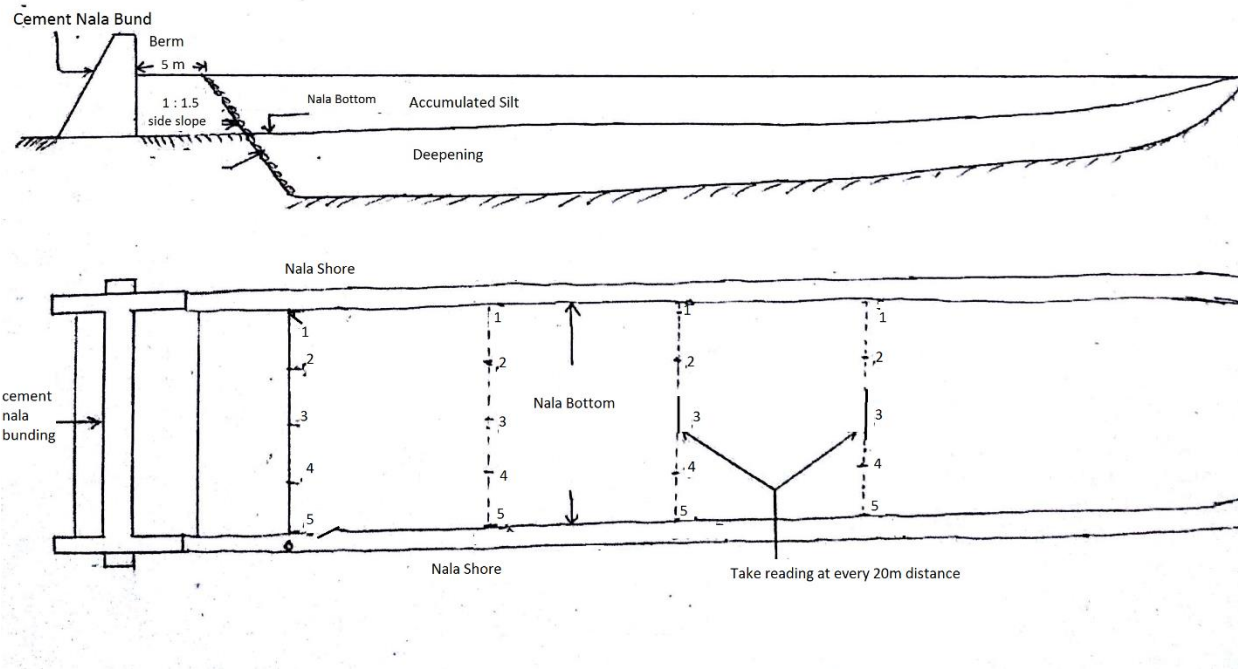 Cement Nala Bund
Berm
5 m
1 : 1.5
side slope
Nala Bottom
Accumulated Silt
Deepening
Nala Shore
1
,2
,3
,4
,5
1
,2
,3
4
5
1
,2
,3
,4
5
1
,2
,3
4
5
Nala Bottom
cement
nala
bunding
Nala Shore
Take reading at every 20m distance